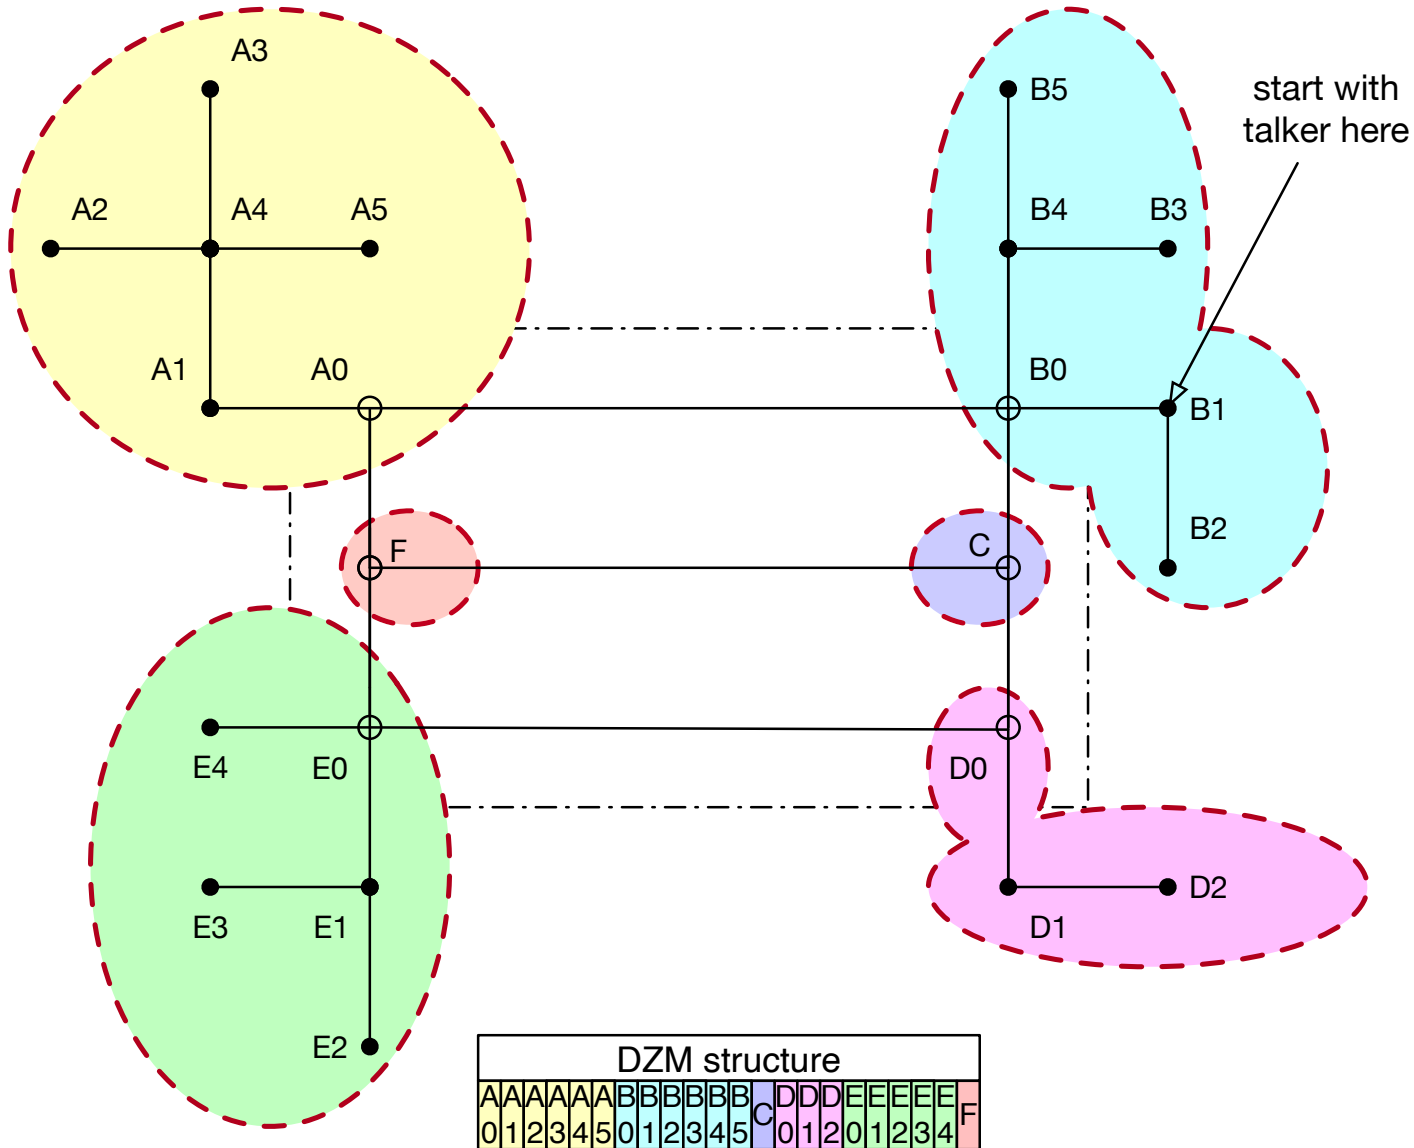 A3
B5
start with
talker here
A2
A4
A5
B4
B3
A1
A0
B0
B1
B2
F
C
E4
E0
D0
E3
E1
D1
D2
E2
DZM structure
A A A A A A B B B B B B C D D D E E E E E F
0 1 2 3 4 5 0 1 2 3 4 5 0 1 2 0 1 2 3 4